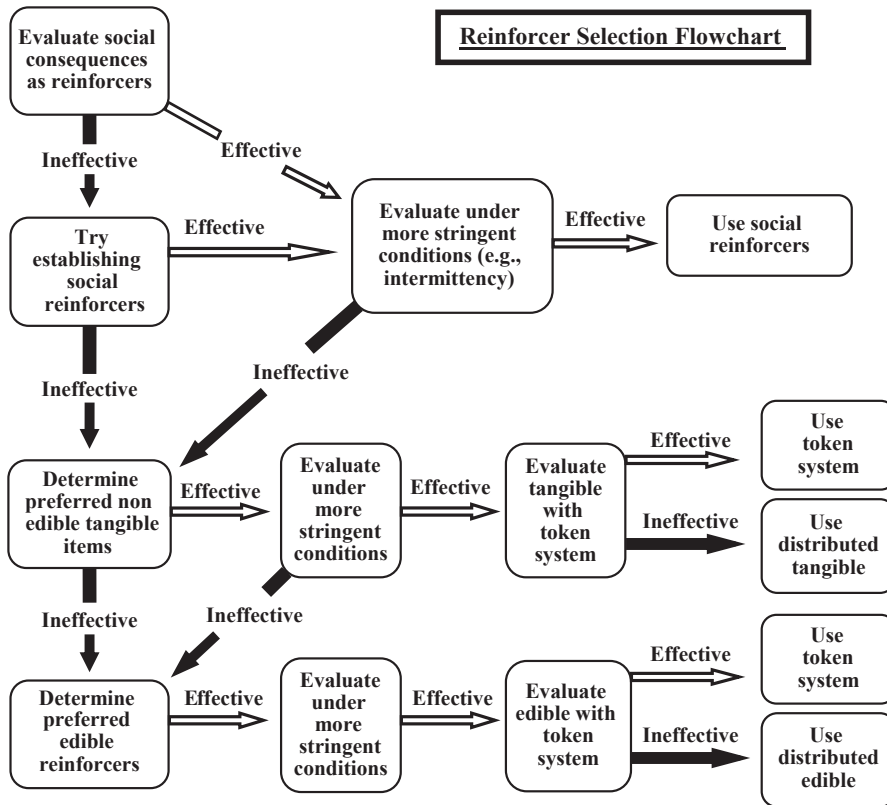 Reinforcer Selection Flowchart
Evaluate social
consequences
as reinforcers
Effective
Ineffective
Try
establishing
social
reinforcers
Effective
Evaluate under
more stringent
conditions (e.g.,
intermittency)
Effective
Use social
reinforcers
Ineffective
Ineffective
Determine
preferred non
edible tangible
items
Effective
Evaluate
under
more
stringent
conditions
Effective
Evaluate
tangible
with
token
system
Effective
Use
token
system
Ineffective
Use
distributed
tangible
Ineffective
Ineffective
Determine
preferred
edible
reinforcers
Effective
Evaluate
under
more
stringent
conditions
Effective
Evaluate
edible with
token
system
Effective
Use
token
system
Ineffective
Use
distributed
edible